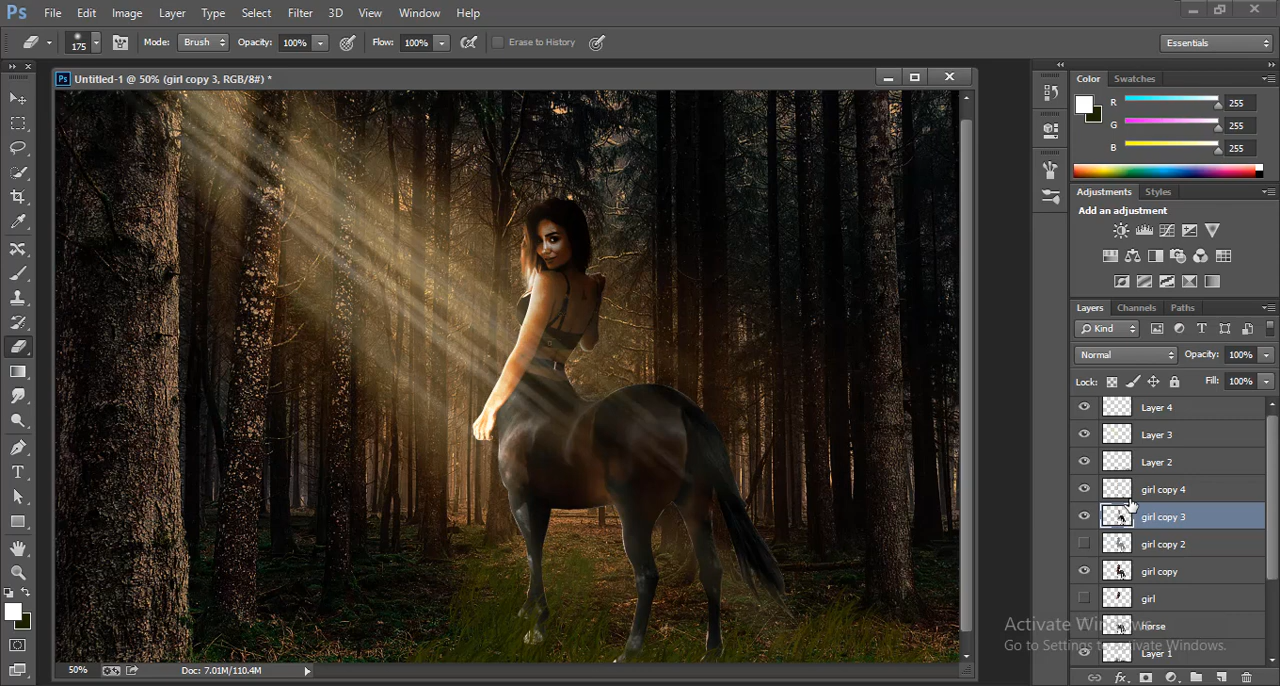 Ps File Edit Image Layer Type Select Filter 3D View Window Help
175 Mode: Brush Opacity: 100% Flow: 100% Erase to History Essentials
Untitled-1 @ 50% (girl copy 3, RGB/8#) *
Color Swatches
R 255
G 255
B 255
Adjustments Styles
Add an adjustment
Layers Channels Paths
Kind
Normal Opacity: 100%
Lock: Fill: 100%
Layer 4
Layer 3
Layer 2
girl copy 4
girl copy 3
girl copy 2
girl copy
girl
horse
Layer 1
Activate Windows
Go to Settings to activate Windows.
50% Doc: 7.01M/110.4M